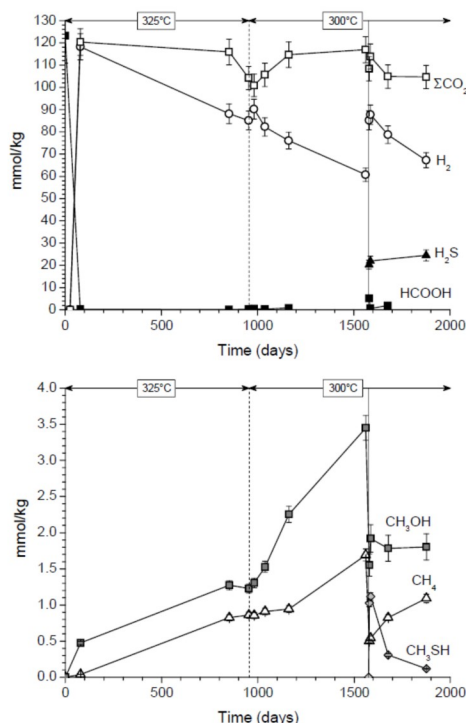 325°C 300°C
130
120
110
100
90
80
70
60
50
40
30
20
10
0
mmol/kg
ΣCO₂
H₂
H₂S
HCOOH
0 500 1000 1500 2000
Time (days)
325°C 300°C
4.0
3.5
3.0
2.5
2.0
1.5
1.0
0.5
0.0
mmol/kg
CH₃OH
CH₄
CH₃SH
0 500 1000 1500 2000
Time (days)